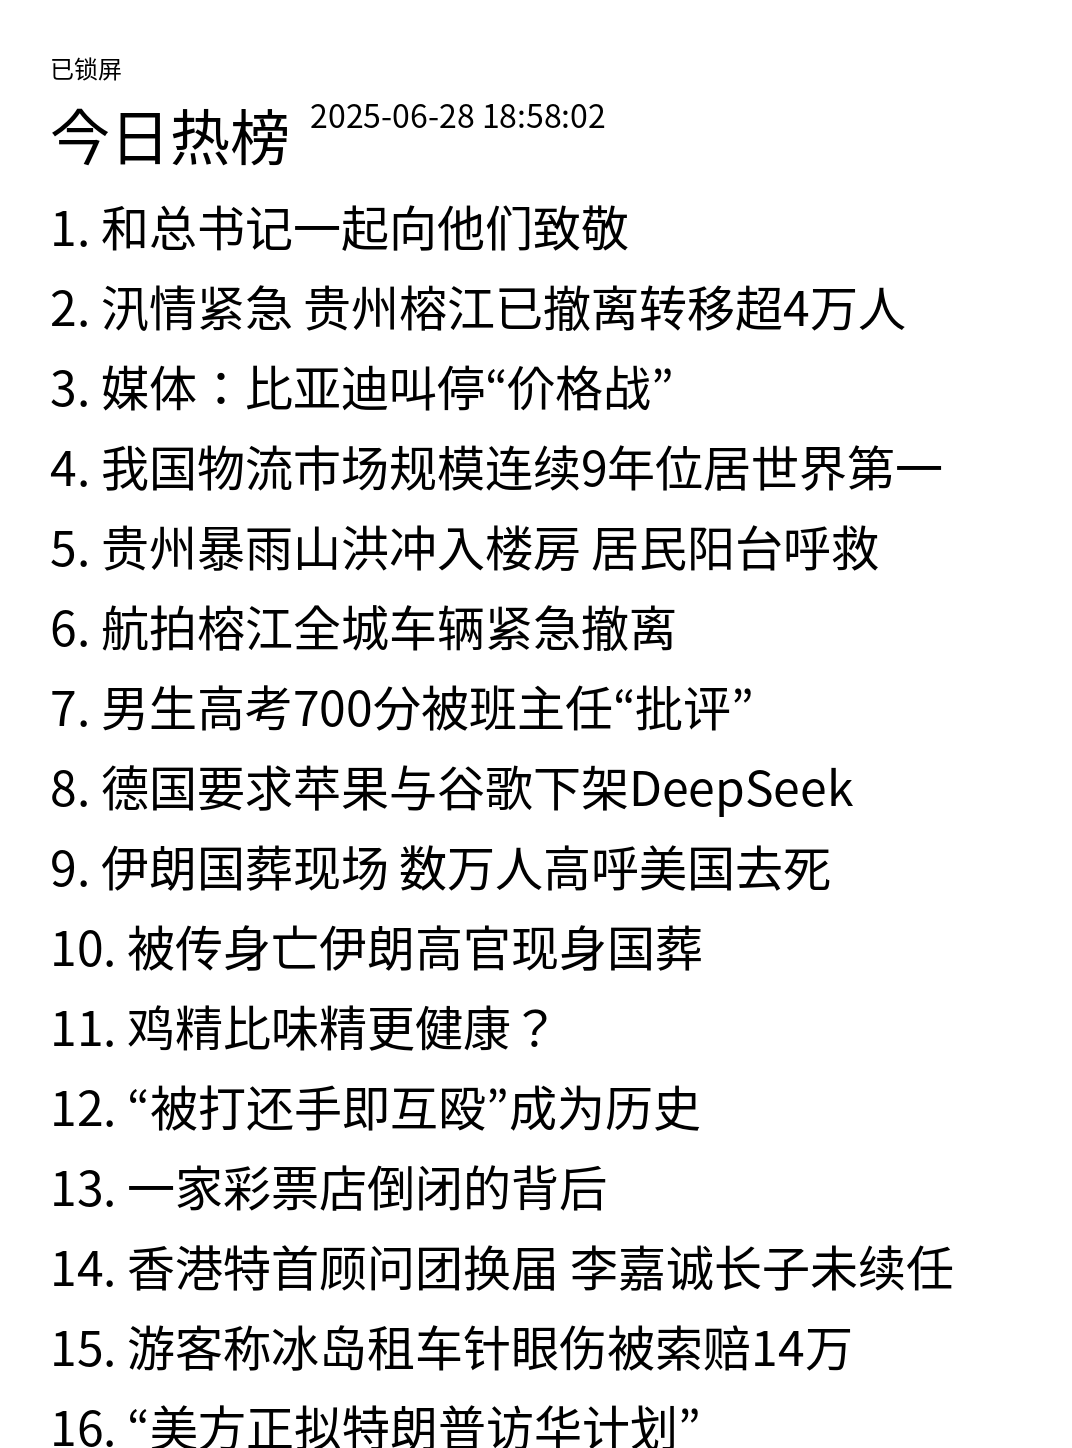 已锁屏
今日热榜 2025-06-28 18:58:02
1. 和总书记一起向他们致敬
2. 汛情紧急 贵州榕江已撤离转移超4万人
3. 媒体：比亚迪叫停“价格战”
4. 我国物流市场规模连续9年位居世界第一
5. 贵州暴雨山洪冲入楼房 居民阳台呼救
6. 航拍榕江全城车辆紧急撤离
7. 男生高考700分被班主任“批评”
8. 德国要求苹果与谷歌下架DeepSeek
9. 伊朗国葬现场 数万人高呼美国去死
10. 被传身亡伊朗高官现身国葬
11. 鸡精比味精更健康？
12. “被打还手即互殴”成为历史
13. 一家彩票店倒闭的背后
14. 香港特首顾问团换届 李嘉诚长子未续任
15. 游客称冰岛租车针眼伤被索赔14万
16. “美方正拟特朗普访华计划”